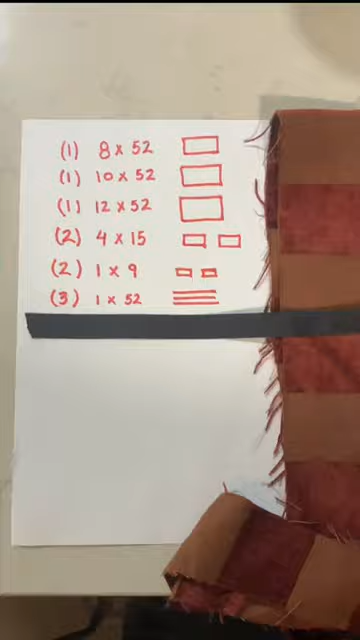 (1) 8 x 52
(1) 10 x 52
(1) 12 x 52
(2) 4 x 15
(2) 1 x 9
(3) 1 x 52